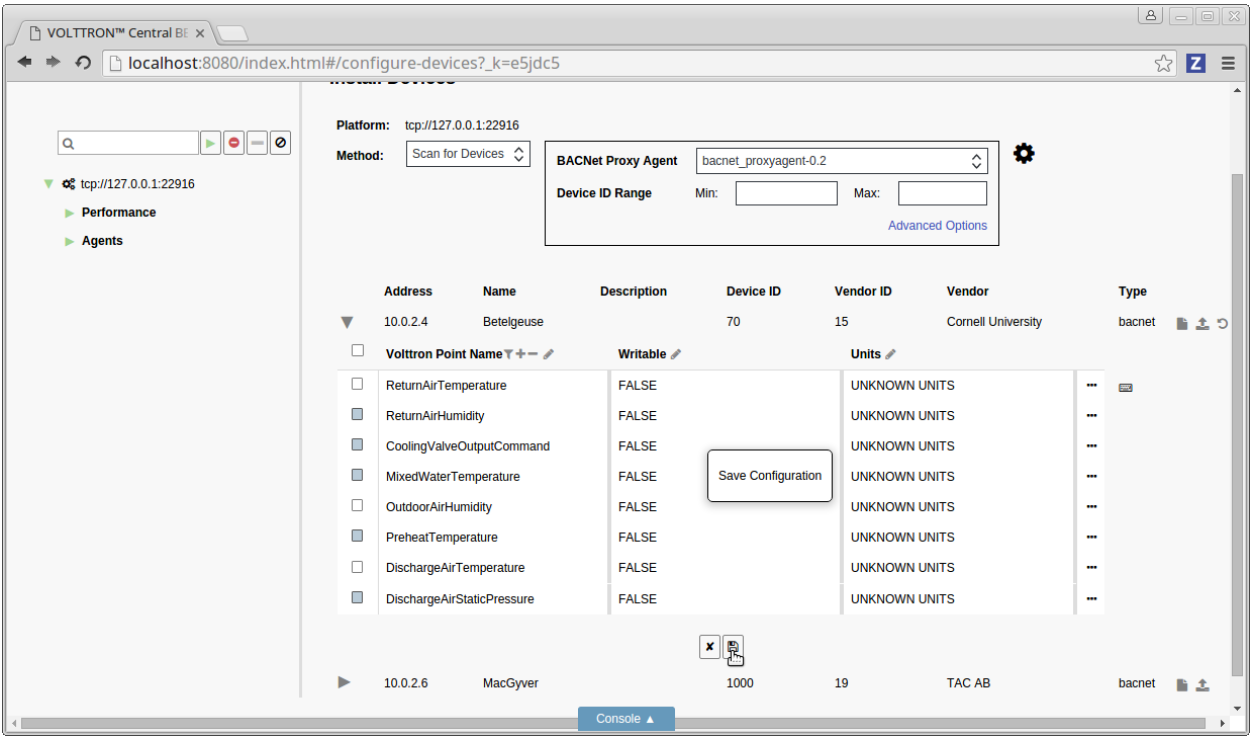 VOLTTRON™ Central BE
localhost:8080/index.html#/configure-devices?_k=e5jdc5
Z
Install Devices
Platform: tcp://127.0.0.1:22916
Method: Scan for Devices
BACNet Proxy Agent bacnet_proxyagent-0.2
Device ID Range Min: Max:
Advanced Options
tcp://127.0.0.1:22916
Performance
Agents
Address Name Description Device ID Vendor ID Vendor Type
10.0.2.4 Betelgeuse 70 15 Cornell University bacnet
Volttron Point Name Writable Units
ReturnAirTemperature FALSE UNKNOWN UNITS
ReturnAirHumidity FALSE UNKNOWN UNITS
CoolingValveOutputCommand FALSE UNKNOWN UNITS
MixedWaterTemperature FALSE UNKNOWN UNITS
Save Configuration
OutdoorAirHumidity FALSE UNKNOWN UNITS
PreheatTemperature FALSE UNKNOWN UNITS
DischargeAirTemperature FALSE UNKNOWN UNITS
DischargeAirStaticPressure FALSE UNKNOWN UNITS
10.0.2.6 MacGyver 1000 19 TAC AB bacnet
Console ▲